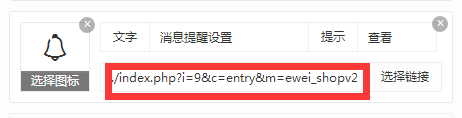 文字 消息提醒设置 提示 查看
选择图标 ./index.php?i=9&c=entry&m=ewei_shopv2 选择链接